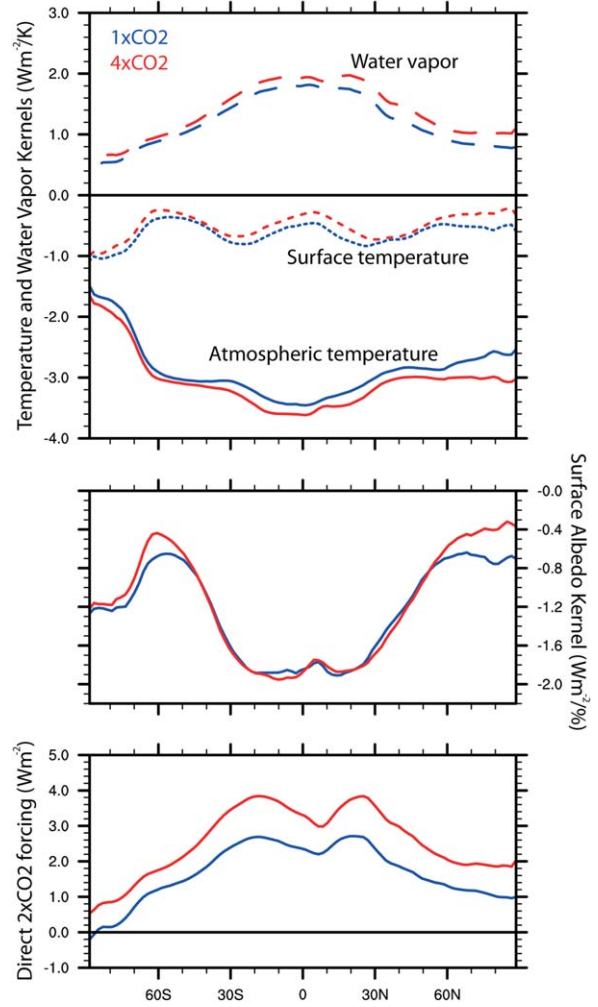 3.0
1xCO2
4xCO2
Water vapor
2.0
1.0
0.0
-1.0
Surface temperature
-2.0
Atmospheric temperature
-3.0
-4.0
Temperature and Water Vapor Kernels (Wm⁻²/K)
-0.0
-0.4
-0.8
-1.2
-1.6
-2.0
Surface Albedo Kernel (Wm⁻²/%)
5.0
4.0
3.0
2.0
1.0
0.0
-1.0
Direct 2xCO2 forcing (Wm⁻²)
60S 30S 0 30N 60N